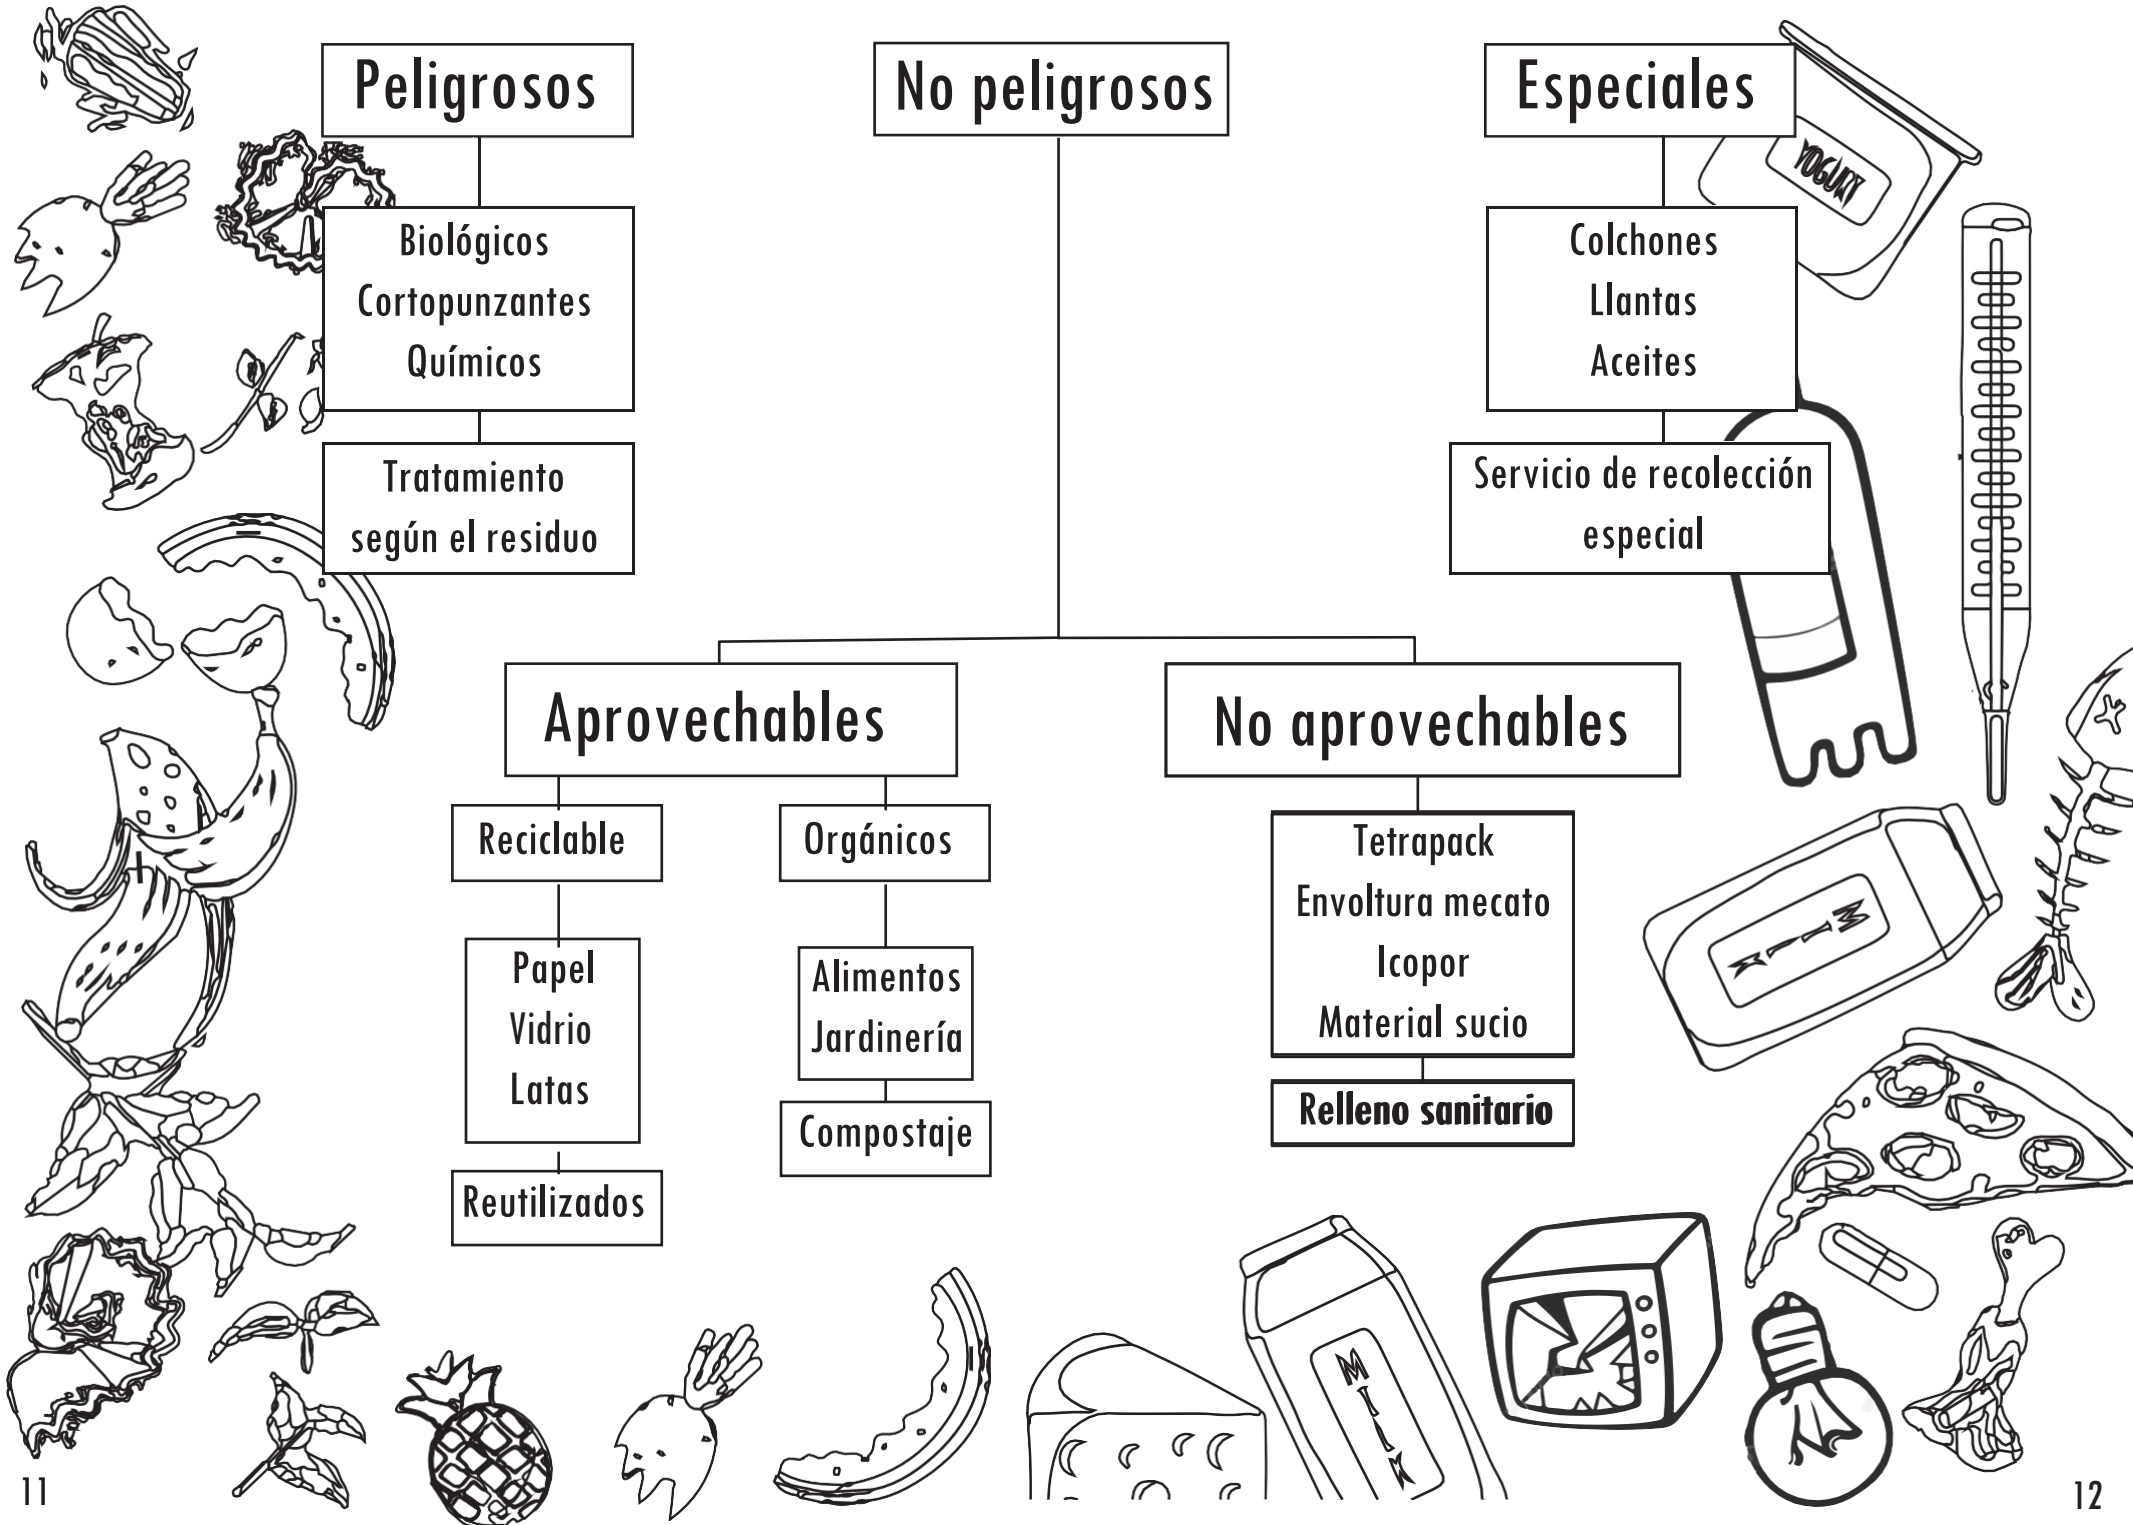 Peligrosos
Biológicos
Cortopunzantes
Químicos
Tratamiento
según el residuo
No peligrosos
Especiales
Colchones
Llantas
Aceites
Servicio de recolección
especial
Aprovechables
Reciclable
Papel
Vidrio
Latas
Reutilizados
Orgánicos
Alimentos
Jardinería
Compostaje
No aprovechables
Tetrapack
Envoltura mecato
Icopor
Material sucio
Relleno sanitario
YOGURT
MILK
MILK
11
12